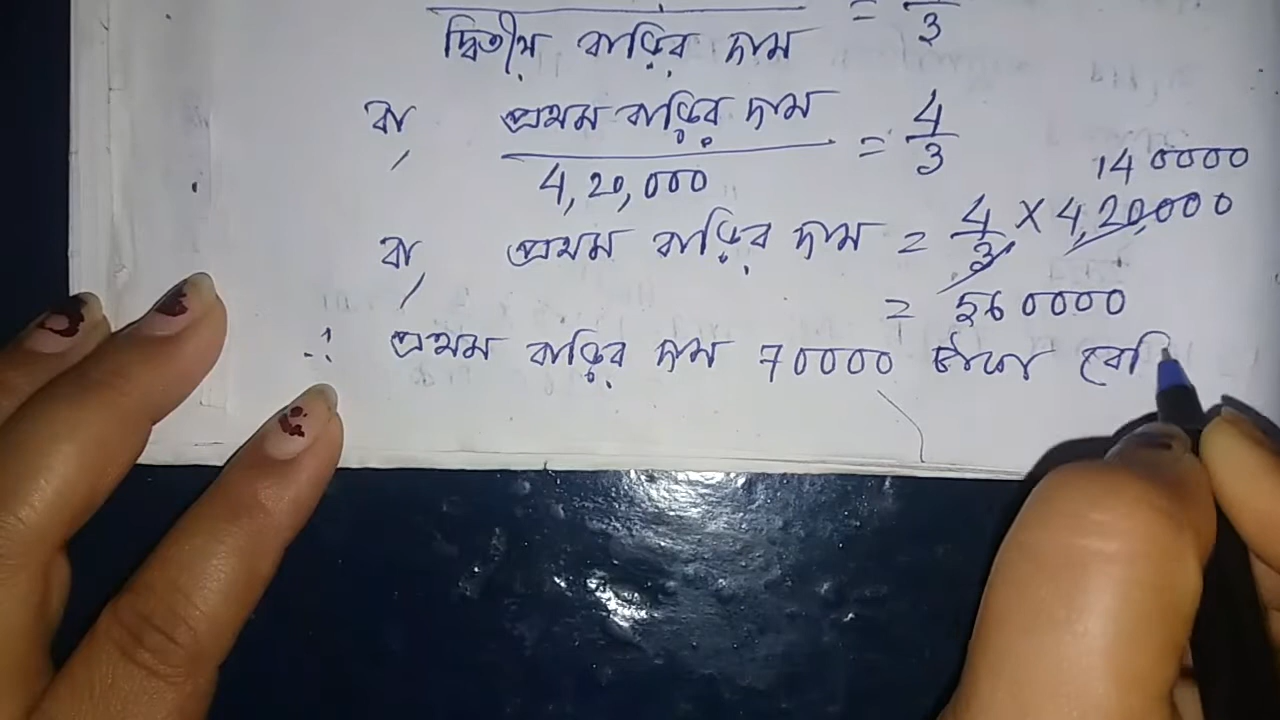 = 3
দ্বিতীয় বাড়ির দাম
বা, প্রথম বাড়ির দাম / 4,20,000 = 4/3
140000
বা, প্রথম বাড়ির দাম = 4/3 × 4,20,000
= 560000
∴ প্রথম বাড়ির দাম 70000 টাকা বেশি